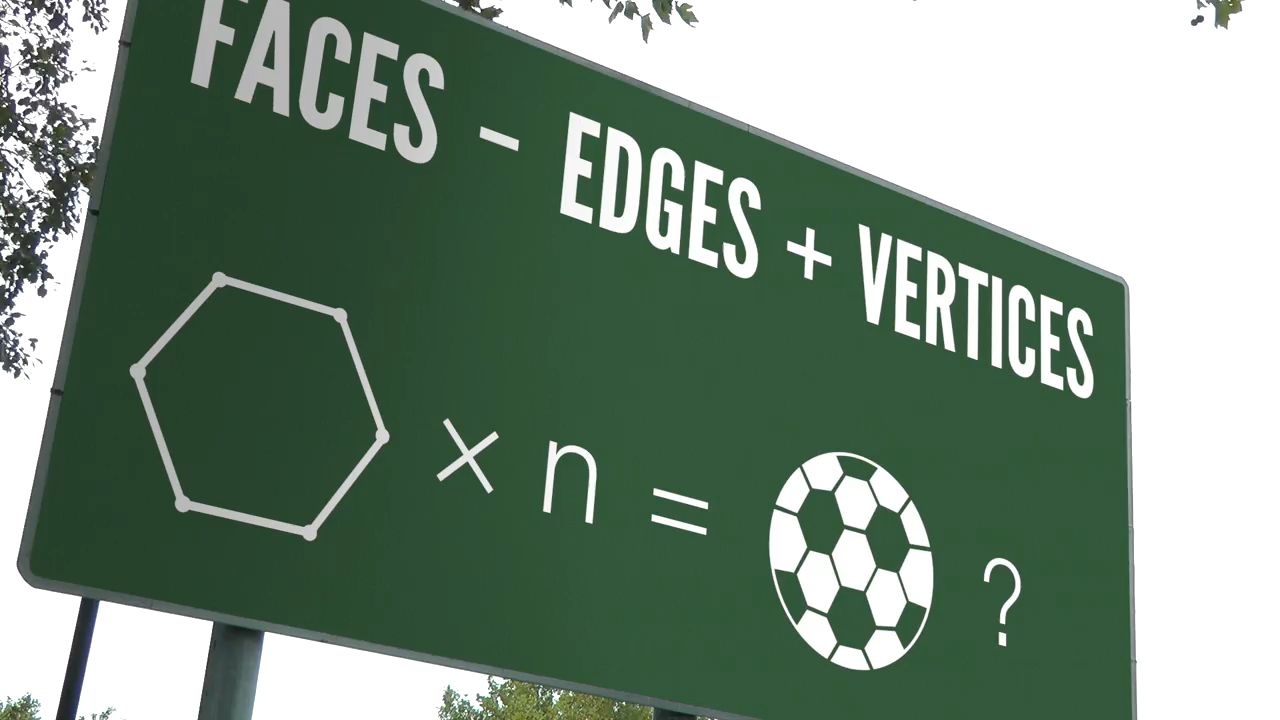 FACES - EDGES + VERTICES
× n = ?